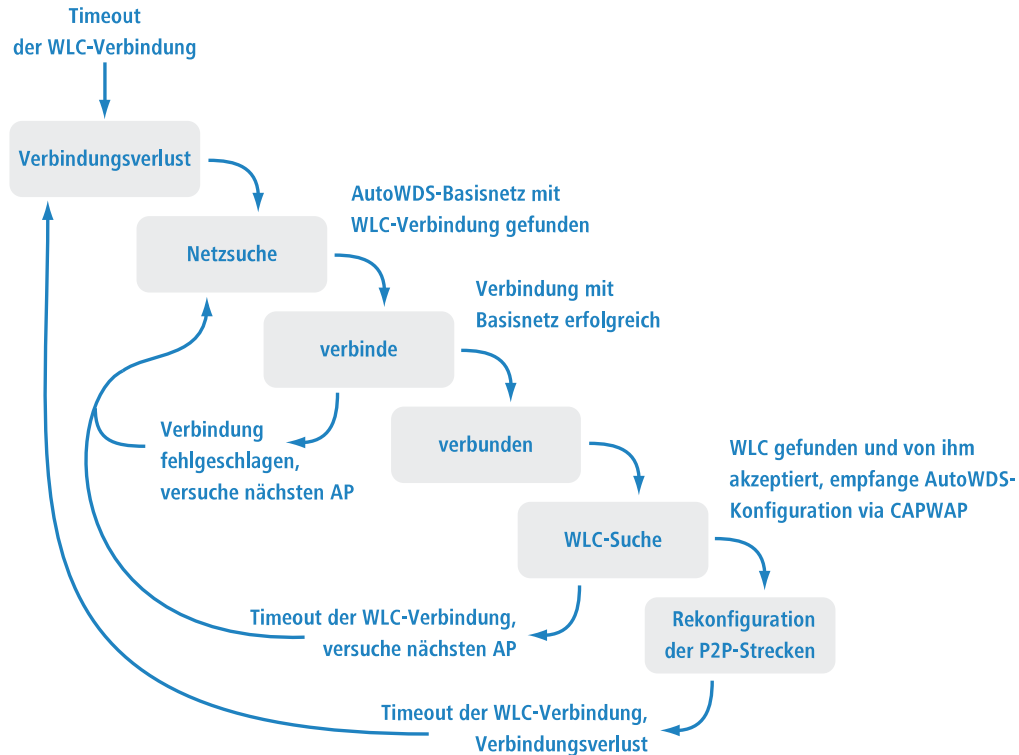 Timeout
der WLC-Verbindung
Verbindungsverlust
AutoWDS-Basisnetz mit
WLC-Verbindung gefunden
Netzsuche
Verbindung mit
Basisnetz erfolgreich
verbinde
Verbindung
fehlgeschlagen,
versuche nächsten AP
verbunden
WLC gefunden und von ihm
akzeptiert, empfange AutoWDS-
Konfiguration via CAPWAP
WLC-Suche
Timeout der WLC-Verbindung,
versuche nächsten AP
Rekonfiguration
der P2P-Strecken
Timeout der WLC-Verbindung,
Verbindungsverlust